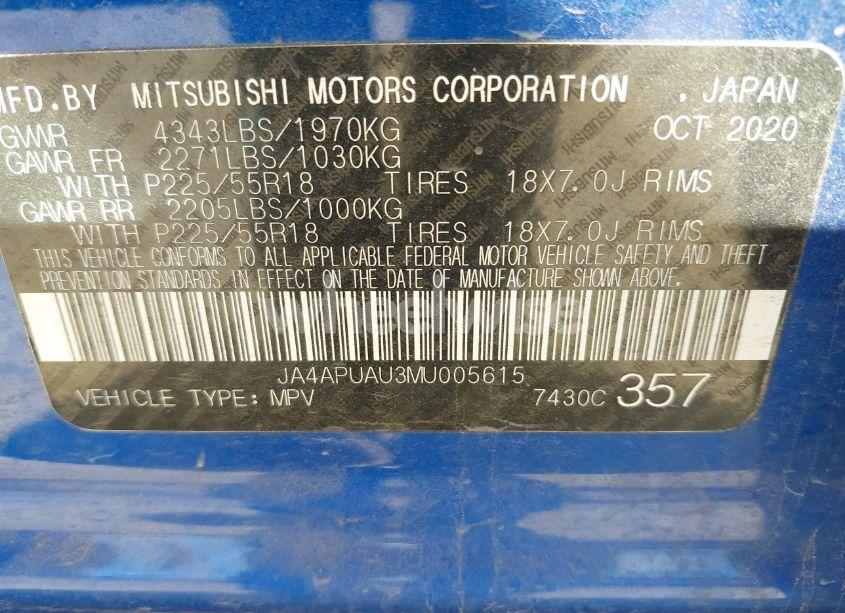 MFD. BY MITSUBISHI MOTORS CORPORATION . JAPAN
GVWR 4343LBS/1970KG OCT 2020
GAWR FR 2271LBS/1030KG
WITH P225/55R18 TIRES 18X7.0J RIMS
GAWR RR 2205LBS/1000KG
WITH P225/55R18 TIRES 18X7.0J RIMS
THIS VEHICLE CONFORMS TO ALL APPLICABLE FEDERAL MOTOR VEHICLE SAFETY AND THEFT
PREVENTION STANDARDS IN EFFECT ON THE DATE OF MANUFACTURE SHOWN ABOVE.
JA4APUAU3MU005615
VEHICLE TYPE: MPV 7430C 357